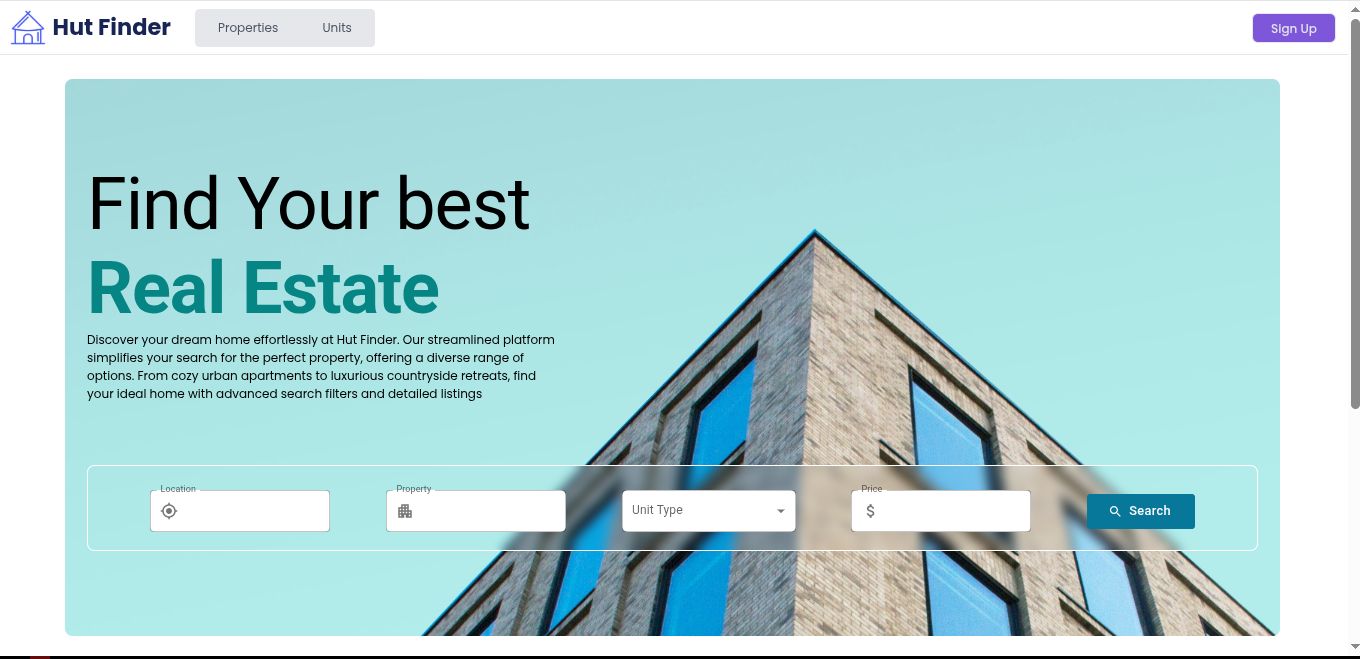 Hut Finder
Properties
Units
Sign Up
Find Your best
Real Estate
Discover your dream home effortlessly at Hut Finder. Our streamlined platform
simplifies your search for the perfect property, offering a diverse range of
options. From cozy urban apartments to luxurious countryside retreats, find
your ideal home with advanced search filters and detailed listings
Location
Property
Unit Type
Price
$
Search